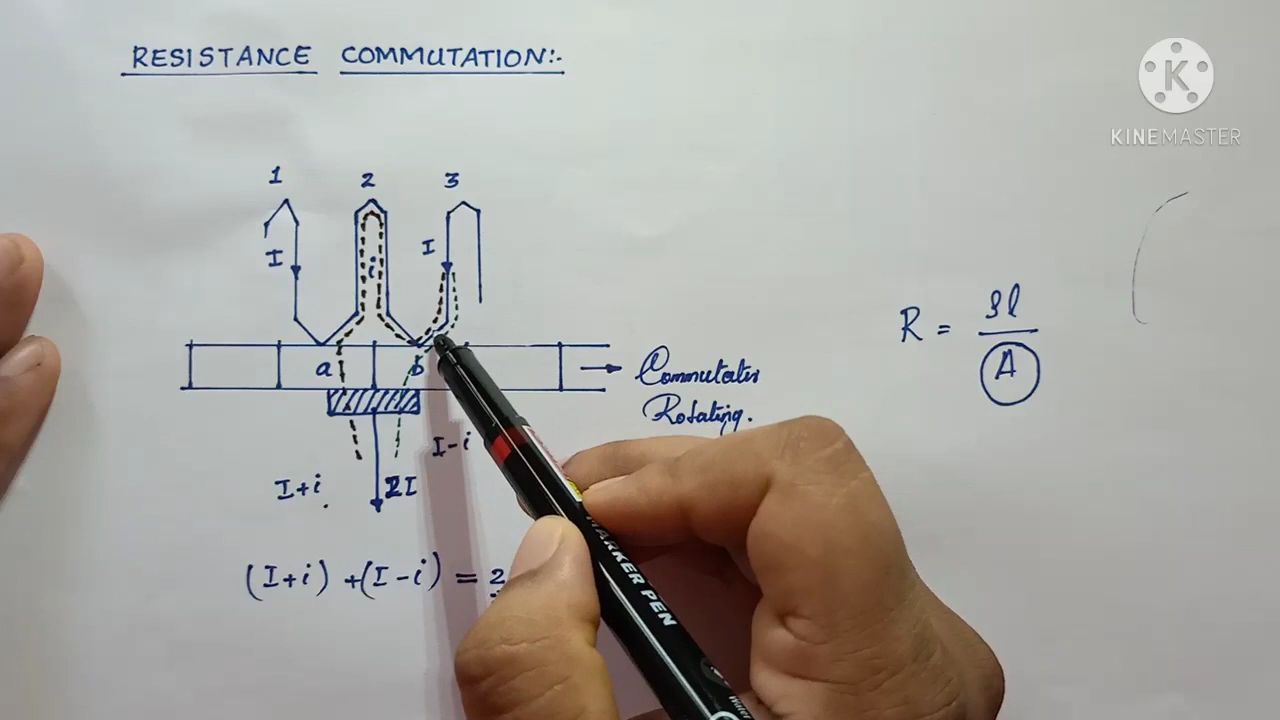 RESISTANCE COMMUTATION:-
K
KINEMASTER
1 2 3
I i I
R = ρl
A
a b
Commutator
Rotating.
I-i
I+i 2I
(I+i) +(I-i) = 2
MARKER PEN